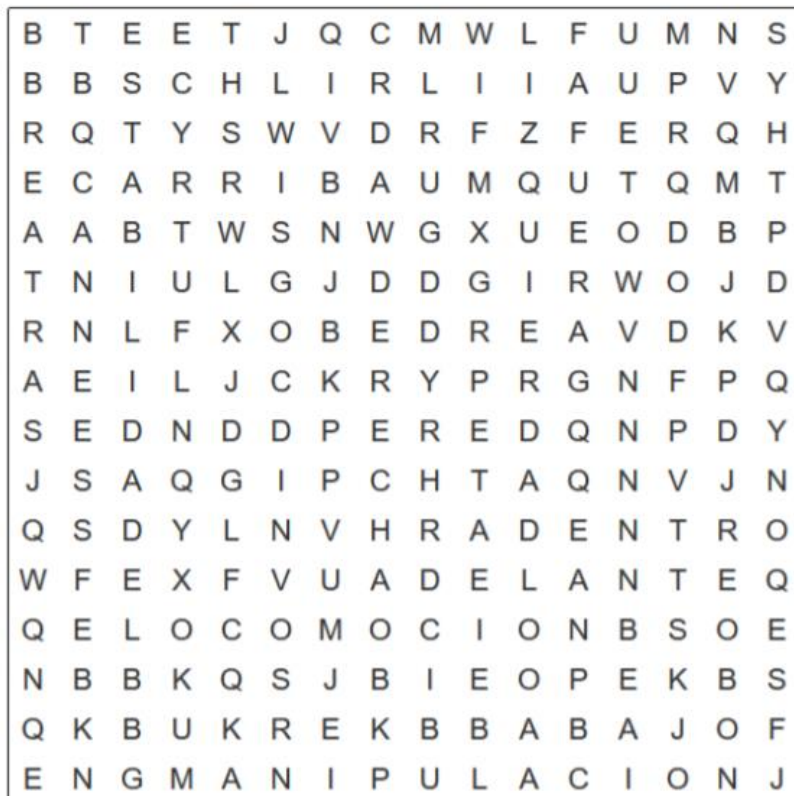 B T E E T J Q C M W L F U M N S
B B S C H L I R L I I A U P V Y
R Q T Y S W V D R F Z F E R Q H
E C A R R I B A U M Q U T Q M T
A A B T W S N W G X U E O D B P
T N I U L G J D D G I R W O J D
R N L F X O B E D R E A V D K V
A E I L J C K R Y P R G N F P Q
S E D N D D P E R E D Q N P D Y
J S A Q G I P C H T A Q N V J N
Q S D Y L N V H R A D E N T R O
W F E X F V U A D E L A N T E Q
Q E L O C O M O C I O N B S O E
N B B K Q S J B I E O P E K B S
Q K B U K R E K B B A B A J O F
E N G M A N I P U L A C I O N J